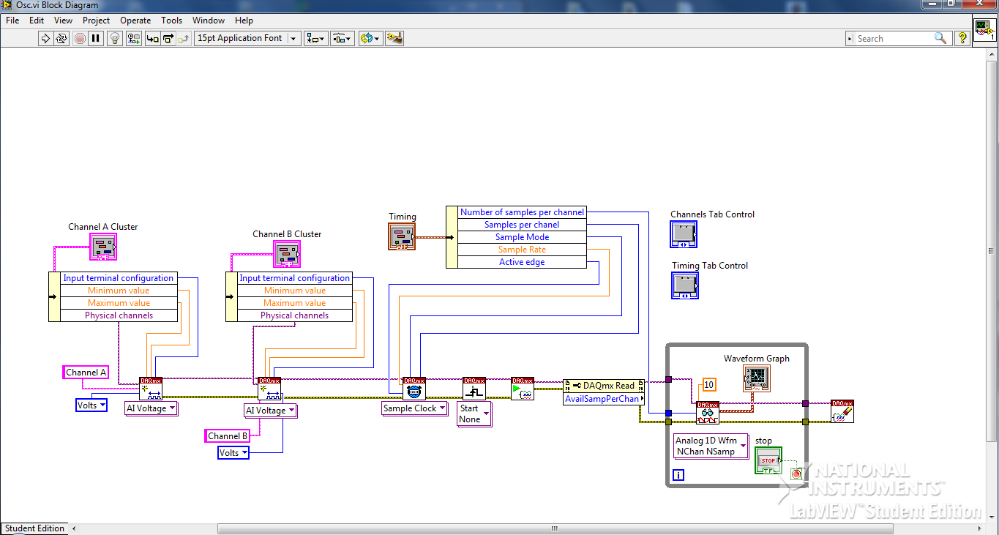 Osc.vi Block Diagram
File Edit View Project Operate Tools Window Help
15pt Application Font
Search
?
1
Channel A Cluster
Input terminal configuration
Minimum value
Maximum value
Physical channels
Channel A
Volts
DAQmx
AI Voltage
Channel B Cluster
Input terminal configuration
Minimum value
Maximum value
Physical channels
DAQmx
AI Voltage
Channel B
Volts
Timing
Number of samples per channel
Samples per chanel
Sample Mode
Sample Rate
Active edge
DAQmx
Sample Clock
DAQmx
Start
None
DAQmx
DAQmx Read
AvailSampPerChan
Channels Tab Control
Timing Tab Control
Waveform Graph
10
DAQmx
Analog 1D Wfm
NChan NSamp
stop
STOP
TF
i
DAQmx
NATIONAL
INSTRUMENTS™
LabVIEW™ Student Edition
Student Edition